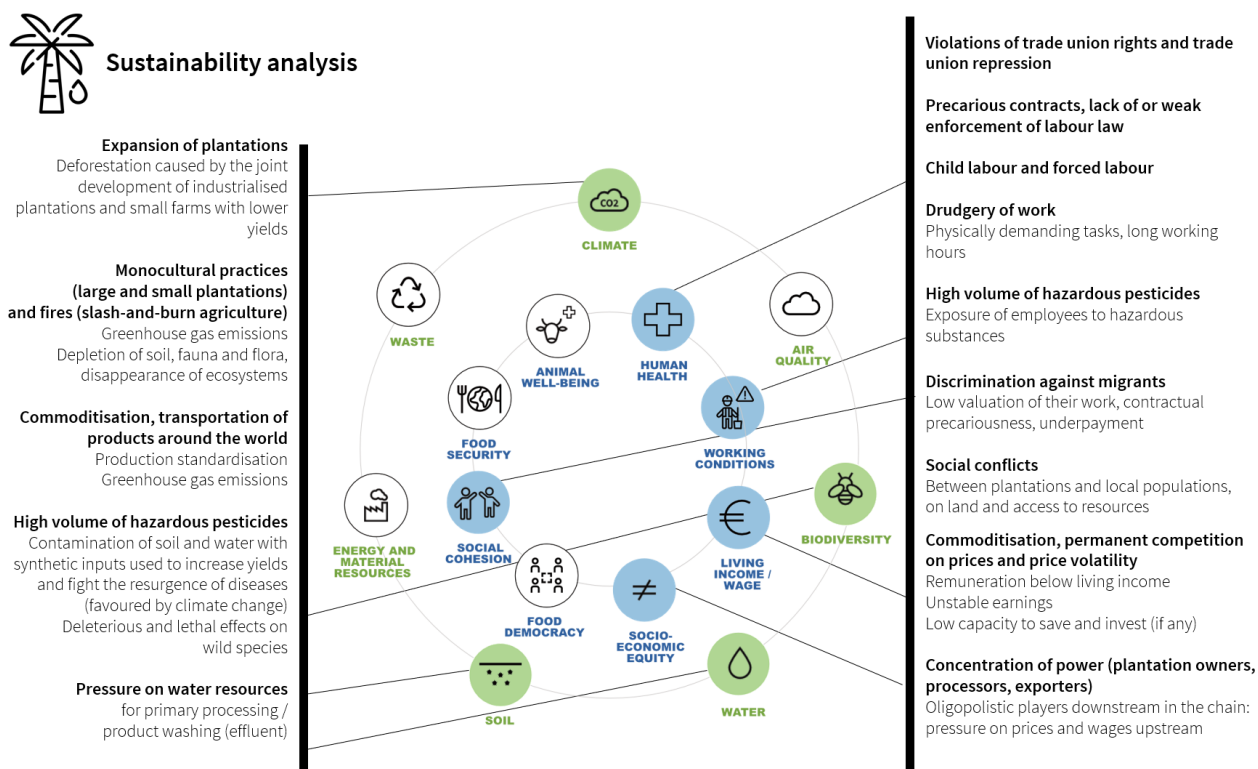 Sustainability analysis
Expansion of plantations
Deforestation caused by the joint
development of industrialised
plantations and small farms with lower
yields
Monocultural practices
(large and small plantations)
and fires (slash-and-burn agriculture)
Greenhouse gas emissions
Depletion of soil, fauna and flora,
disappearance of ecosystems
Commoditisation, transportation of
products around the world
Production standardisation
Greenhouse gas emissions
High volume of hazardous pesticides
Contamination of soil and water with
synthetic inputs used to increase yields
and fight the resurgence of diseases
(favoured by climate change)
Deleterious and lethal effects on
wild species
Pressure on water resources
for primary processing /
product washing (effluent)
CO2
CLIMATE
WASTE
AIR
QUALITY
ANIMAL
WELL-BEING
HUMAN
HEALTH
FOOD
SECURITY
WORKING
CONDITIONS
ENERGY AND
MATERIAL
RESOURCES
SOCIAL
COHESION
BIODIVERSITY
€
LIVING
INCOME /
WAGE
FOOD
DEMOCRACY
≠
SOCIO-
ECONOMIC
EQUITY
SOIL
WATER
Violations of trade union rights and trade
union repression
Precarious contracts, lack of or weak
enforcement of labour law
Child labour and forced labour
Drudgery of work
Physically demanding tasks, long working
hours
High volume of hazardous pesticides
Exposure of employees to hazardous
substances
Discrimination against migrants
Low valuation of their work, contractual
precariousness, underpayment
Social conflicts
Between plantations and local populations,
on land and access to resources
Commoditisation, permanent competition
on prices and price volatility
Remuneration below living income
Unstable earnings
Low capacity to save and invest (if any)
Concentration of power (plantation owners,
processors, exporters)
Oligopolistic players downstream in the chain:
pressure on prices and wages upstream